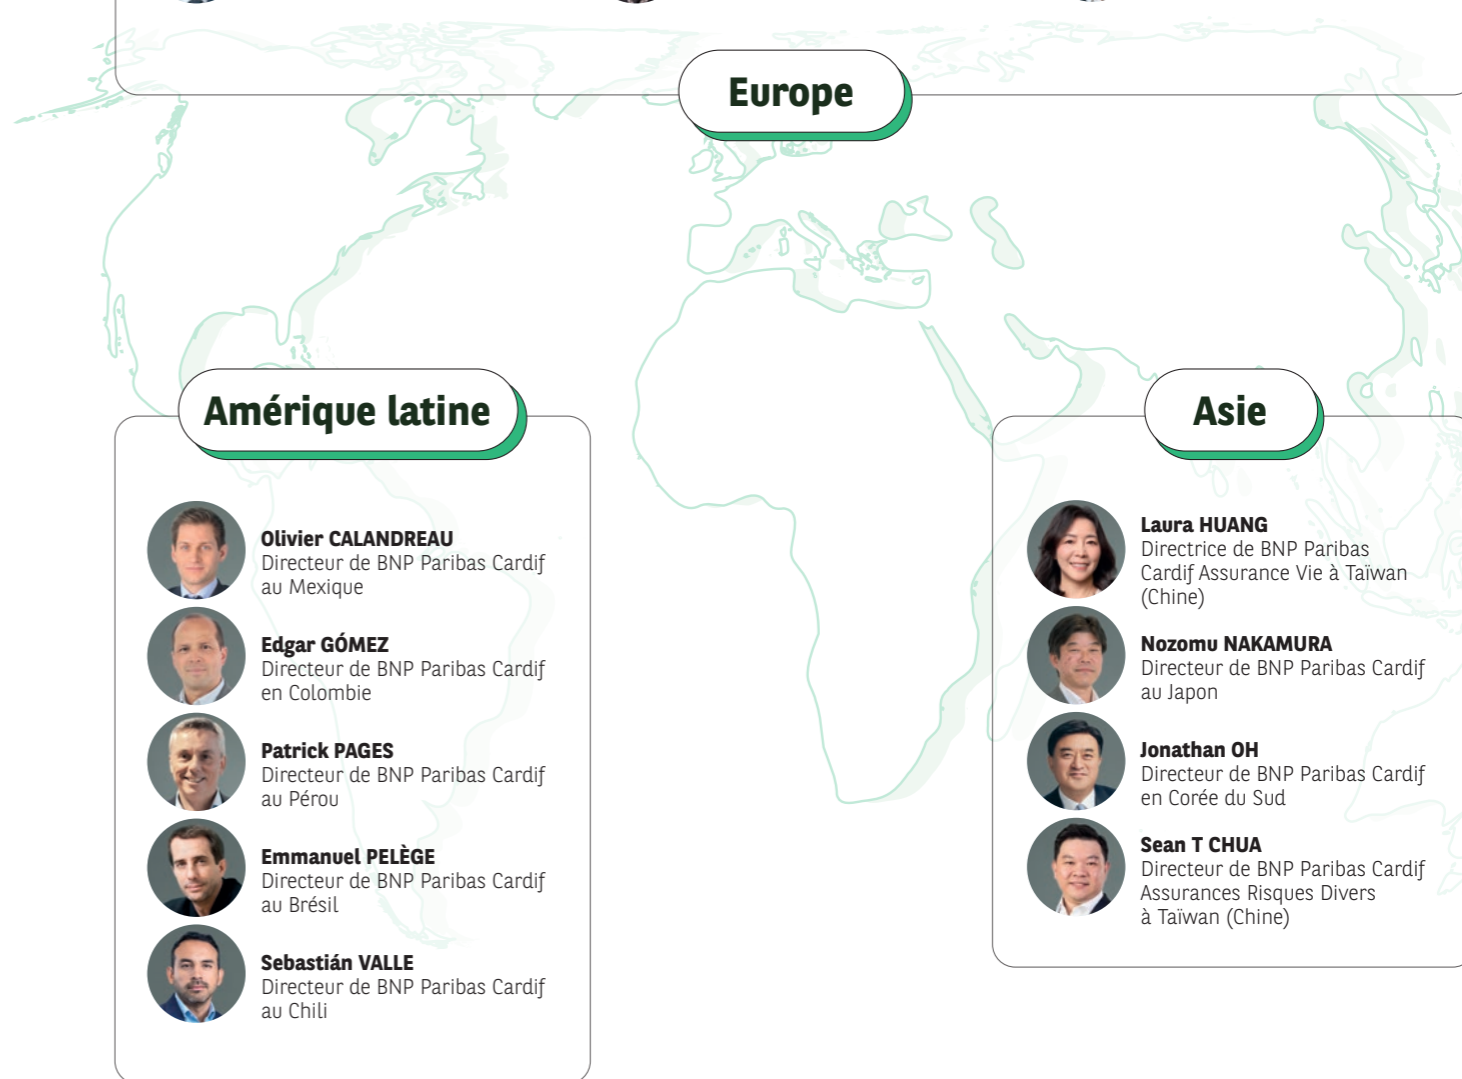 Europe
Amérique latine
Olivier CALANDREAU
Directeur de BNP Paribas Cardif
au Mexique
Edgar GÓMEZ
Directeur de BNP Paribas Cardif
en Colombie
Patrick PAGES
Directeur de BNP Paribas Cardif
au Pérou
Emmanuel PELÈGE
Directeur de BNP Paribas Cardif
au Brésil
Sebastián VALLE
Directeur de BNP Paribas Cardif
au Chili
Asie
Laura HUANG
Directrice de BNP Paribas
Cardif Assurance Vie à Taïwan
(Chine)
Nozomu NAKAMURA
Directeur de BNP Paribas Cardif
au Japon
Jonathan OH
Directeur de BNP Paribas Cardif
en Corée du Sud
Sean T CHUA
Directeur de BNP Paribas Cardif
Assurances Risques Divers
à Taïwan (Chine)